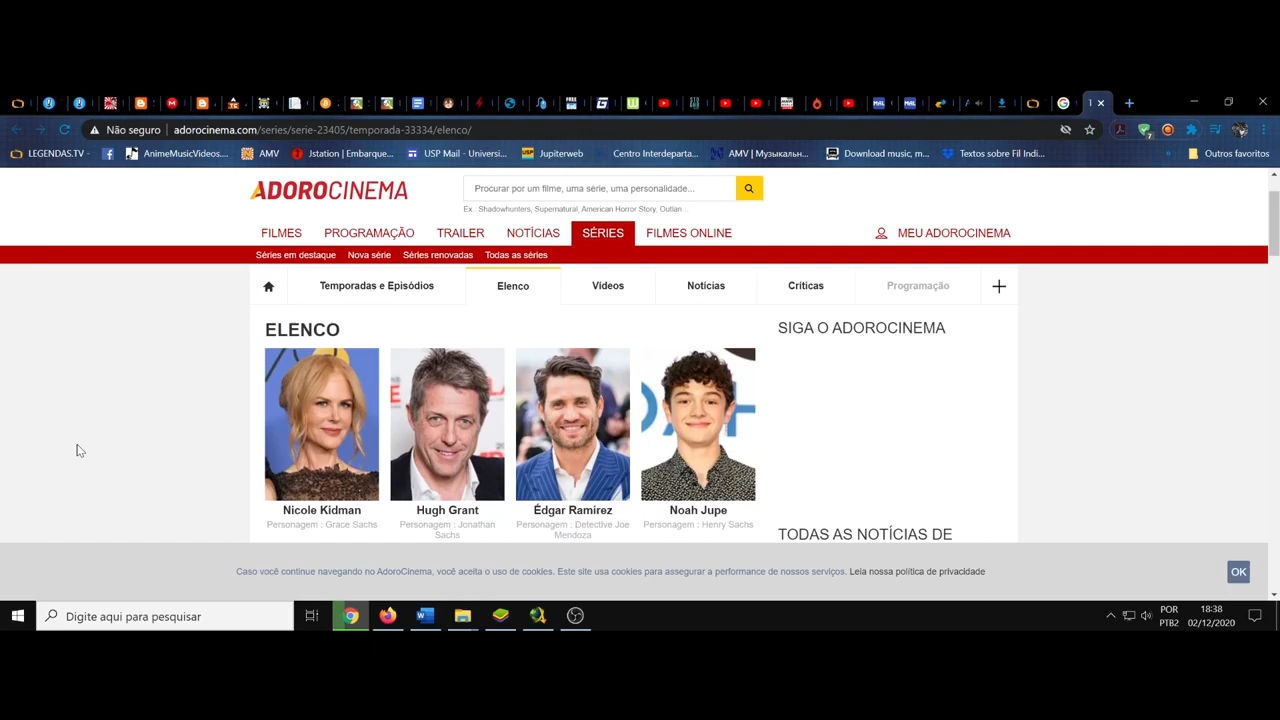 Não seguro adorocinema.com/series/serie-23405/temporada-33334/elenco/
LEGENDAS.TV - AnimeMusicVideos... AMV Jstation | Embarque... USP Mail - Universi... Jupiterweb Centro Interdeparta... AMV | Музыкальн... Download music, m... Textos sobre Fil Indi... Outros favoritos
ADOROCINEMA
Procurar por um filme, uma série, uma personalidade...
Ex.: Shadowhunters, Supernatural, American Horror Story, Outlan...
FILMES PROGRAMAÇÃO TRAILER NOTÍCIAS SÉRIES FILMES ONLINE MEU ADOROCINEMA
Séries em destaque Nova série Séries renovadas Todas as séries
Temporadas e Episódios Elenco Vídeos Notícias Críticas Programação
ELENCO
SIGA O ADOROCINEMA
Nicole Kidman Hugh Grant Édgar Ramírez Noah Jupe
Personagem : Grace Sachs Personagem : Jonathan Personagem : Detective Joe Personagem : Henry Sachs
Sachs Mendoza
TODAS AS NOTÍCIAS DE
Caso você continue navegando no AdoroCinema, você aceita o uso de cookies. Este site usa cookies para assegurar a performance de nossos serviços. Leia nossa política de privacidade
OK
Digite aqui para pesquisar
POR 18:38
PTB2 02/12/2020